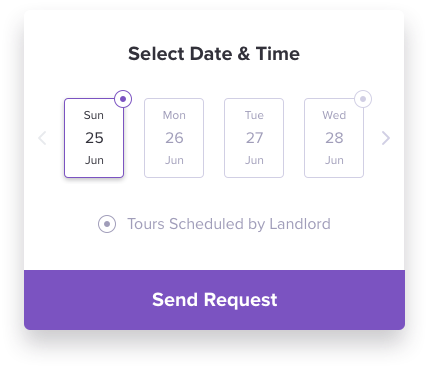 Select Date & Time
Sun Mon Tue Wed
25 26 27 28
Jun Jun Jun Jun
Tours Scheduled by Landlord
Send Request